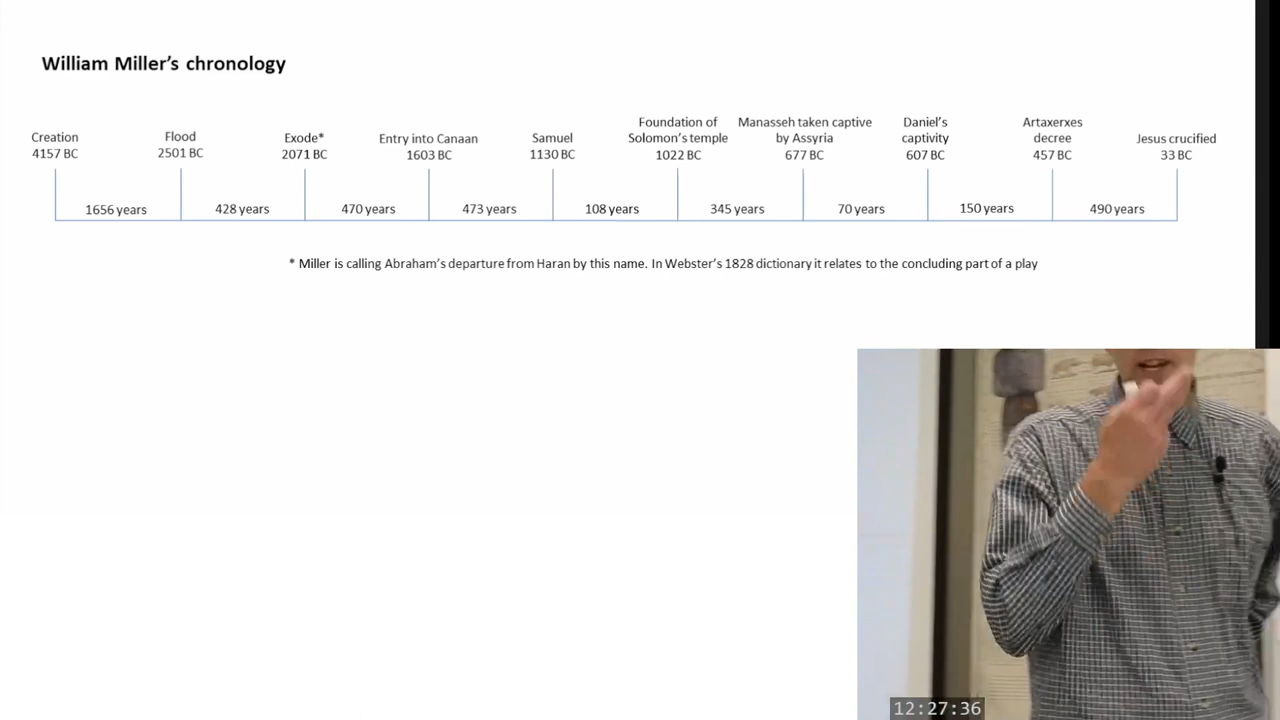 William Miller's chronology
Creation
4157 BC
Flood
2501 BC
Exode*
2071 BC
Entry into Canaan
1603 BC
Samuel
1130 BC
Foundation of
Solomon's temple
1022 BC
Manasseh taken captive
by Assyria
677 BC
Daniel's
captivity
607 BC
Artaxerxes
decree
457 BC
Jesus crucified
33 BC
1656 years
428 years
470 years
473 years
108 years
345 years
70 years
150 years
490 years
* Miller is calling Abraham's departure from Haran by this name. In Webster's 1828 dictionary it relates to the concluding part of a play
12:27:36